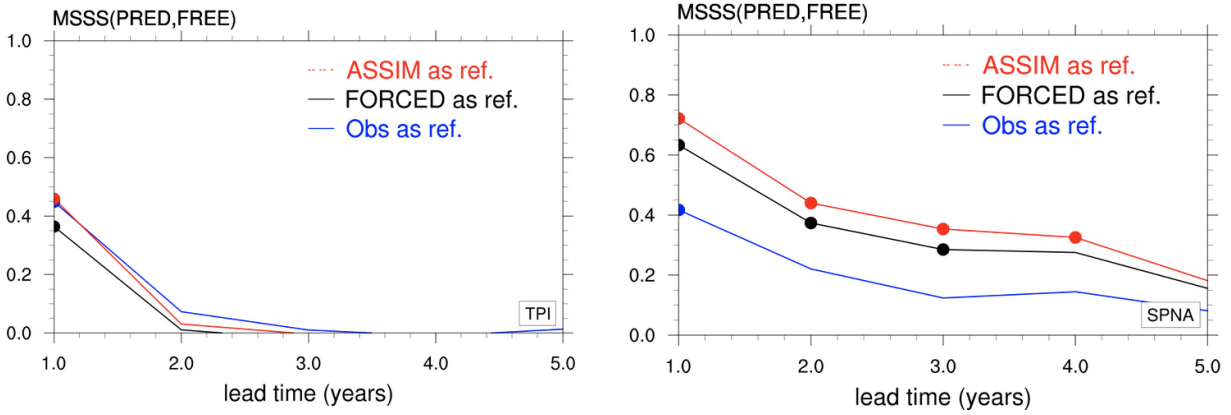 MSSS(PRED,FREE)
1.0
0.8
0.6
0.4
0.2
0.0
ASSIM as ref.
FORCED as ref.
Obs as ref.
TPI
1.0 2.0 3.0 4.0 5.0
lead time (years)
MSSS(PRED,FREE)
1.0
0.8
0.6
0.4
0.2
0.0
ASSIM as ref.
FORCED as ref.
Obs as ref.
SPNA
1.0 2.0 3.0 4.0 5.0
lead time (years)